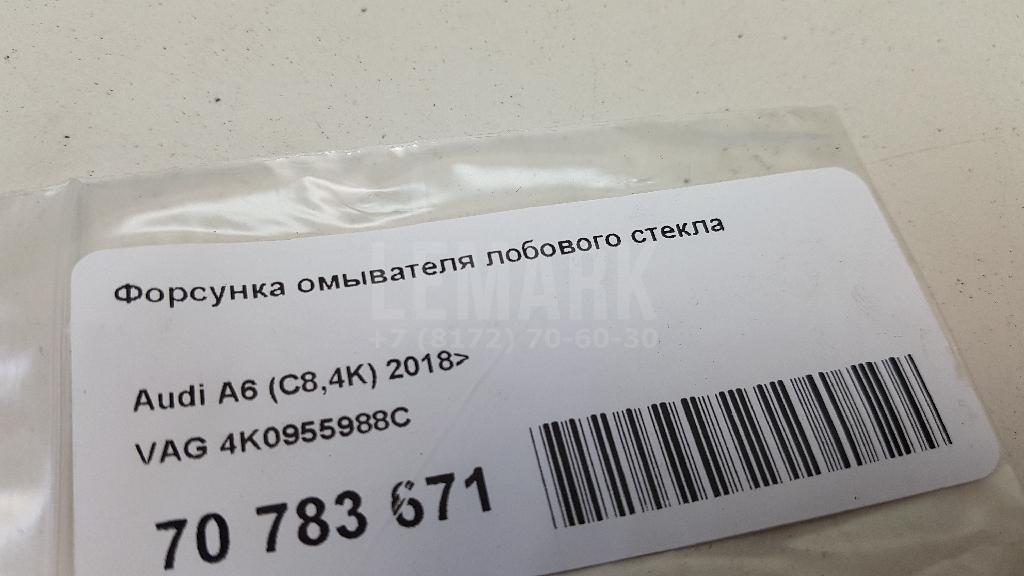 Форсунка омывателя лобового стекла
LEMARK
+7 (8172) 70-60-30
Audi A6 (C8,4K) 2018>
VAG 4K0955988C
70 783 671